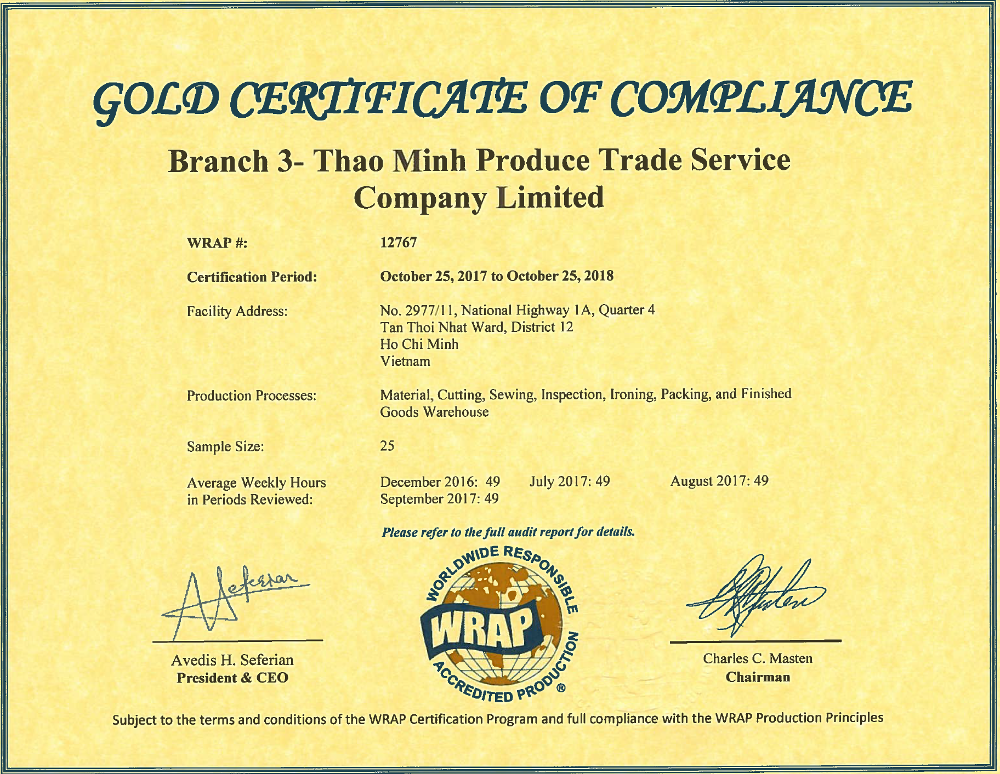 GOLD CERTIFICATE OF COMPLIANCE
Branch 3- Thao Minh Produce Trade Service
Company Limited
WRAP #: 12767
Certification Period: October 25, 2017 to October 25, 2018
Facility Address: No. 2977/11, National Highway 1A, Quarter 4
Tan Thoi Nhat Ward, District 12
Ho Chi Minh
Vietnam
Production Processes: Material, Cutting, Sewing, Inspection, Ironing, Packing, and Finished
Goods Warehouse
Sample Size: 25
Average Weekly Hours December 2016: 49 July 2017: 49 August 2017: 49
in Periods Reviewed: September 2017: 49
Please refer to the full audit report for details.
WORLDWIDE RESPONSIBLE
WRAP
ACCREDITED PRODUCTION ®
A Seferian
Avedis H. Seferian
President & CEO
Charles C. Masten
Chairman
Subject to the terms and conditions of the WRAP Certification Program and full compliance with the WRAP Production Principles